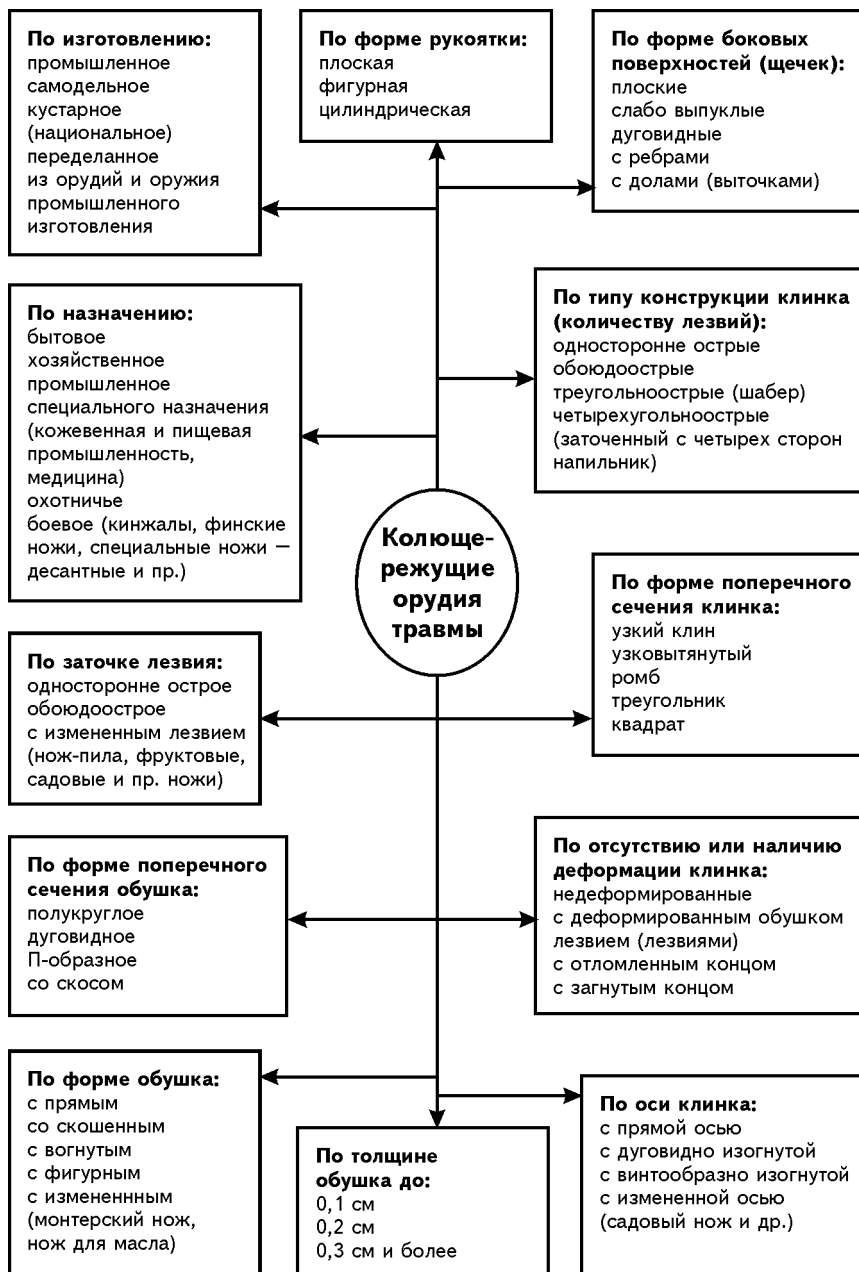 По изготовлению:
промышленное
самодельное
кустарное
(национальное)
переделанное
из орудий и оружия
промышленного
изготовления
По форме рукоятки:
плоская
фигурная
цилиндрическая
По форме боковых
поверхностей (щечек):
плоские
слабо выпуклые
дуговидные
с ребрами
с долами (выточками)
По назначению:
бытовое
хозяйственное
промышленное
специального назначения
(кожевенная и пищевая
промышленность,
медицина)
охотничье
боевое (кинжалы, финские
ножи, специальные ножи —
десантные и пр.)
По типу конструкции клинка
(количеству лезвий):
односторонне острые
обоюдоострые
треугольноострые (шабер)
четырехугольноострые
(заточенный с четырех сторон
напильник)
Колюще-
режущие
орудия
травмы
По форме поперечного
сечения клинка:
узкий клин
узковытянутый
ромб
треугольник
квадрат
По заточке лезвия:
односторонне острое
обоюдоострое
с измененным лезвием
(нож-пила, фруктовые,
садовые и пр. ножи)
По форме поперечного
сечения обушка:
полукруглое
дуговидное
П-образное
со скосом
По отсутствию или наличию
деформации клинка:
недеформированные
с деформированным обушком
лезвием (лезвиями)
с отломленным концом
с загнутым концом
По форме обушка:
с прямым
со скошенным
с вогнутым
с фигурным
с измененнным
(монтерский нож,
нож для масла)
По толщине
обушка до:
0,1 см
0,2 см
0,3 см и более
По оси клинка:
с прямой осью
с дуговидно изогнутой
с винтообразно изогнутой
с измененной осью
(садовый нож и др.)